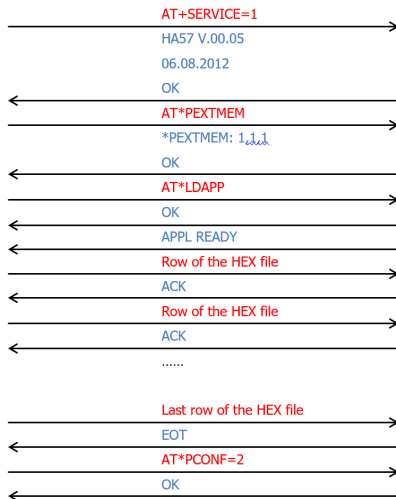 AT+SERVICE=1
HA57 V.00.05
06.08.2012
OK
AT*PEXTMEM
*PEXTMEM: 1,1,1
OK
AT*LDAPP
OK
APPL READY
Row of the HEX file
ACK
Row of the HEX file
ACK
......
Last row of the HEX file
EOT
AT*PCONF=2
OK